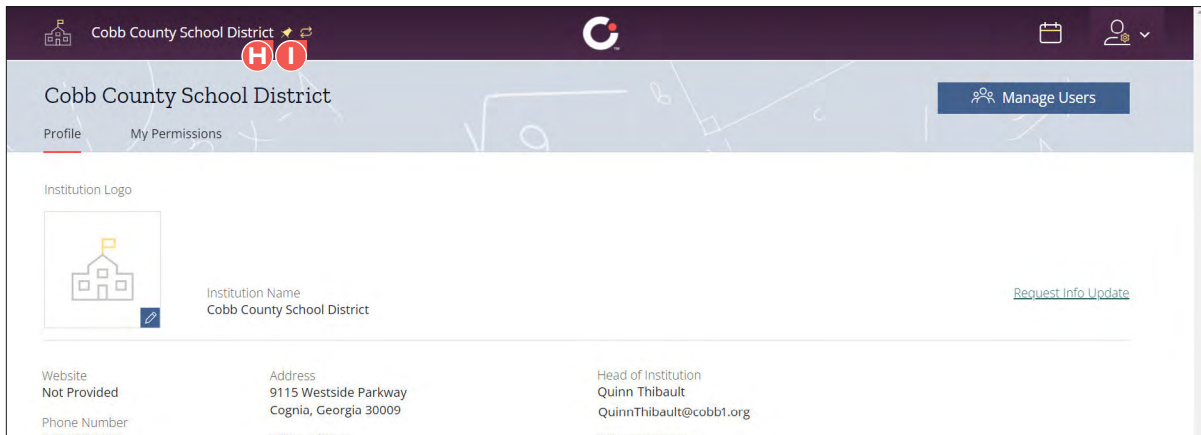 Cobb County School District
H I
Cobb County School District
Manage Users
Profile My Permissions
Institution Logo
Institution Name
Cobb County School District
Request Info Update
Website
Not Provided
Phone Number
Address
9115 Westside Parkway
Cognia, Georgia 30009
Head of Institution
Quinn Thibault
QuinnThibault@cobb1.org